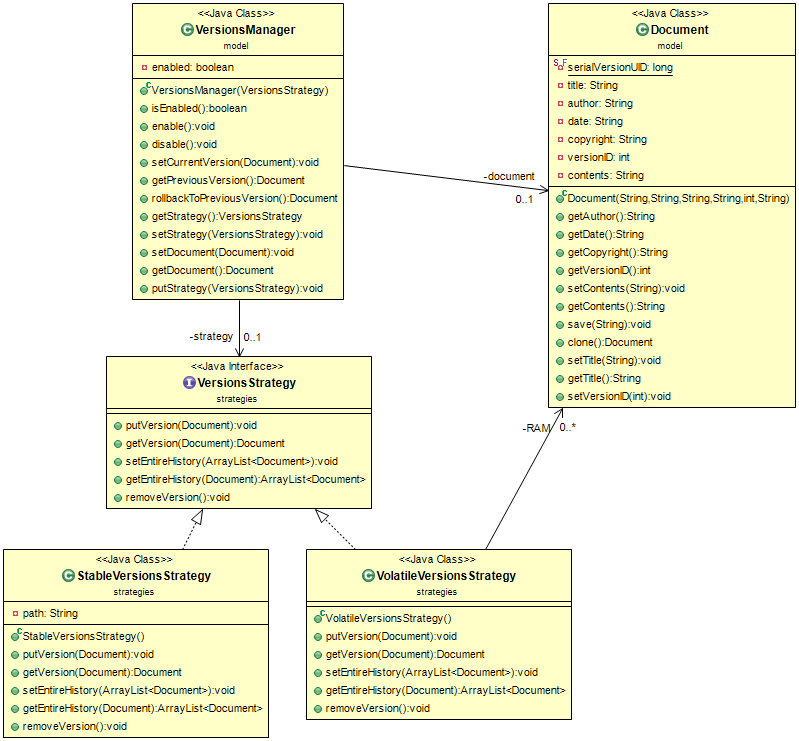 <<Java Class>>
VersionsManager
model
enabled: boolean
VersionsManager(VersionsStrategy)
isEnabled():boolean
enable():void
disable():void
setCurrentVersion(Document):void
getPreviousVersion():Document
rollbackToPreviousVersion():Document
getStrategy():VersionsStrategy
setStrategy(VersionsStrategy):void
setDocument(Document):void
getDocument():Document
putStrategy(VersionsStrategy):void
-document
0..1
<<Java Class>>
Document
model
serialVersionUID: long
title: String
author: String
date: String
copyright: String
versionID: int
contents: String
Document(String,String,String,String,int,String)
getAuthor():String
getDate():String
getCopyright():String
getVersionID():int
setContents(String):void
getContents():String
save(String):void
clone():Document
setTitle(String):void
getTitle():String
setVersionID(int):void
-strategy
0..1
<<Java Interface>>
VersionsStrategy
strategies
putVersion(Document):void
getVersion(Document):Document
setEntireHistory(ArrayList<Document>):void
getEntireHistory(Document):ArrayList<Document>
removeVersion():void
-RAM
0..*
<<Java Class>>
StableVersionsStrategy
strategies
path: String
StableVersionsStrategy()
putVersion(Document):void
getVersion(Document):Document
setEntireHistory(ArrayList<Document>):void
getEntireHistory(Document):ArrayList<Document>
removeVersion():void
<<Java Class>>
VolatileVersionsStrategy
strategies
VolatileVersionsStrategy()
putVersion(Document):void
getVersion(Document):Document
setEntireHistory(ArrayList<Document>):void
getEntireHistory(Document):ArrayList<Document>
removeVersion():void